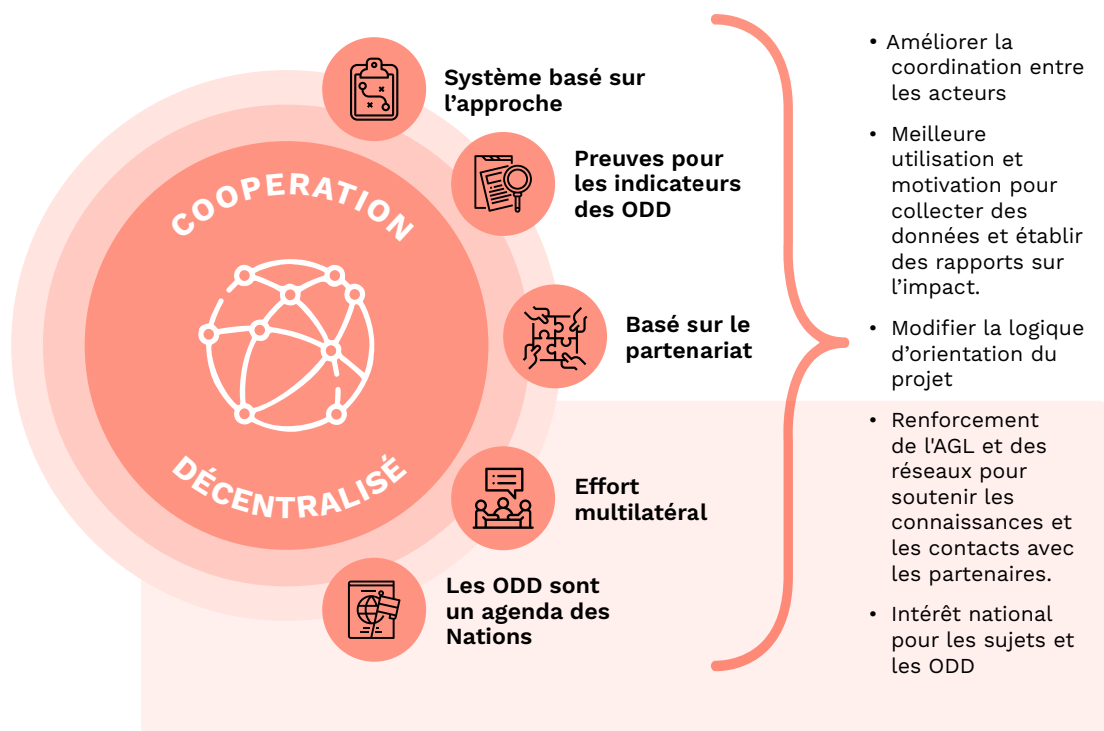 COOPERATION
DÉCENTRALISÉ
Système basé sur
l’approche
Preuves pour
les indicateurs
des ODD
Basé sur le
partenariat
Effort
multilatéral
Les ODD sont
un agenda des
Nations
• Améliorer la
coordination entre
les acteurs
• Meilleure
utilisation et
motivation pour
collecter des
données et établir
des rapports sur
l’impact.
• Modifier la logique
d’orientation du
projet
• Renforcement
de l'AGL et des
réseaux pour
soutenir les
connaissances et
les contacts avec
les partenaires.
• Intérêt national
pour les sujets et
les ODD